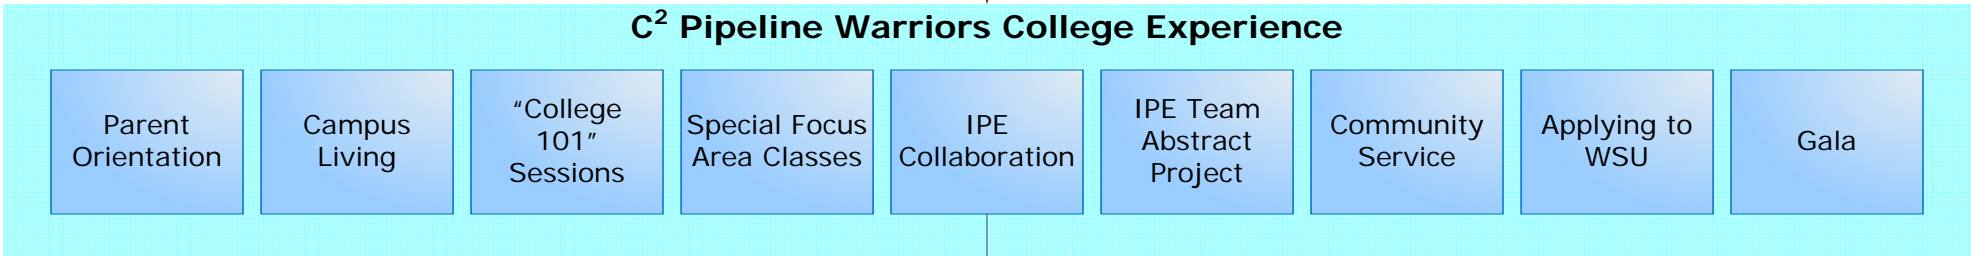 C² Pipeline Warriors College Experience
Parent
Orientation
Campus
Living
“College
101”
Sessions
Special Focus
Area Classes
IPE
Collaboration
IPE Team
Abstract
Project
Community
Service
Applying to
WSU
Gala